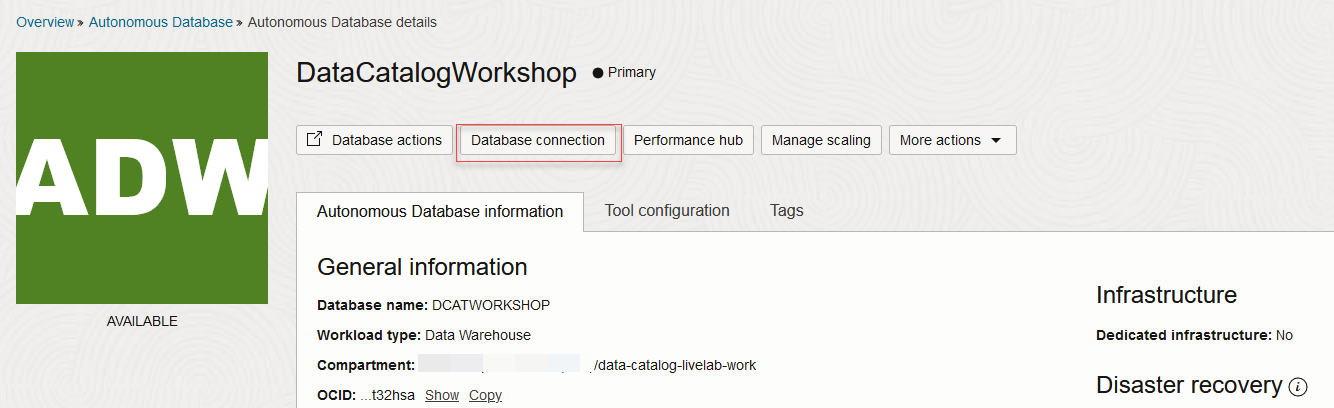 Overview » Autonomous Database » Autonomous Database details
ADW
AVAILABLE
DataCatalogWorkshop ● Primary
Database actions Database connection Performance hub Manage scaling More actions
Autonomous Database information Tool configuration Tags
General information
Database name: DCATWORKSHOP
Workload type: Data Warehouse
Compartment: /data-catalog-livelab-work
OCID: ...t32hsa Show Copy
Infrastructure
Dedicated infrastructure: No
Disaster recovery i